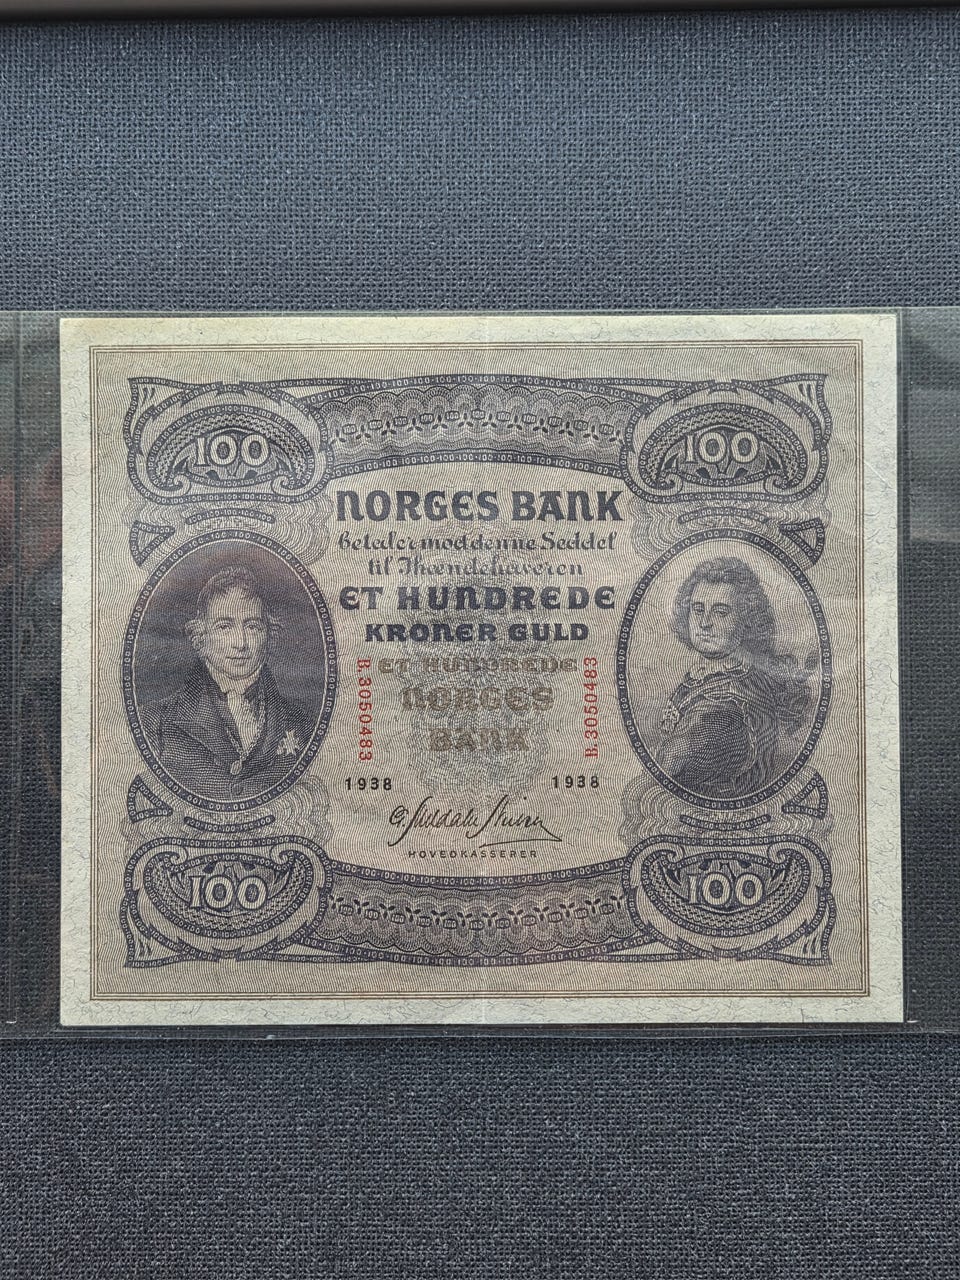 100 100
NORGES BANK
betaler mod denne Seddel
til Ihændehaveren
ET HUNDREDE
KRONER GULD
ET HUNDREDE
NORGES
BANK
B.3050483
B.3050483
1938 1938
HOVEDKASSERER
100 100